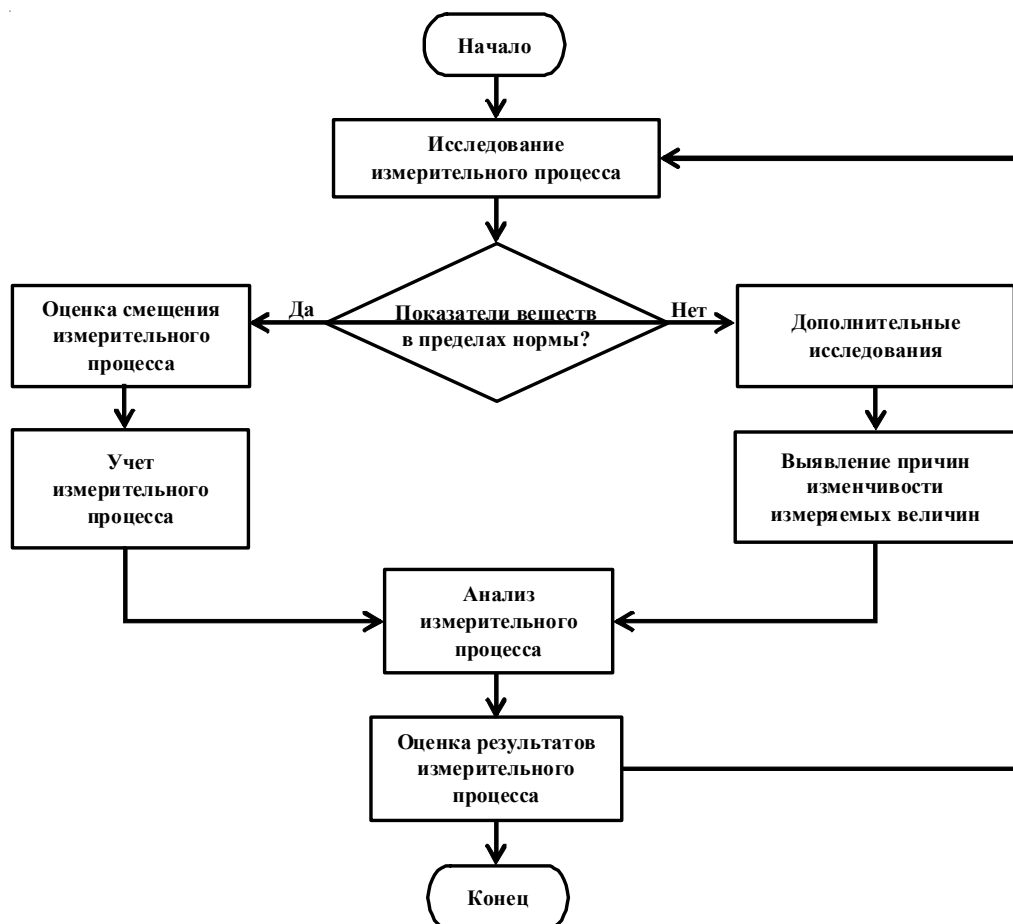 Начало
Исследование
измерительного процесса
Показатели веществ
в пределах нормы?
Да
Нет
Оценка смещения
измерительного
процесса
Дополнительные
исследования
Учет
измерительного
процесса
Выявление причин
изменчивости
измеряемых величин
Анализ
измерительного
процесса
Оценка результатов
измерительного
процесса
Конец